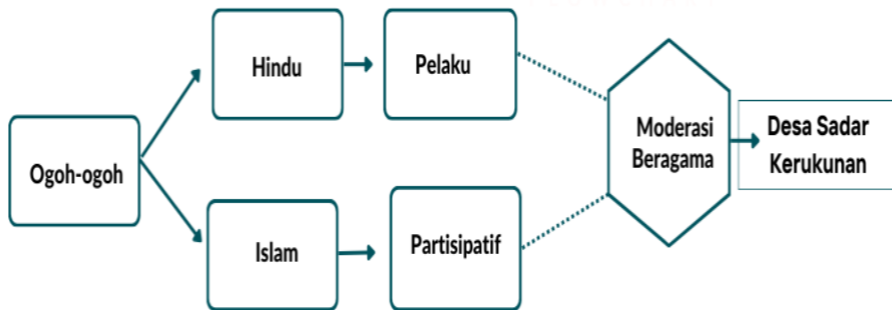 Hindu
Pelaku
Ogoh-ogoh
Moderasi
Beragama
Desa Sadar
Kerukunan
Islam
Partisipatif